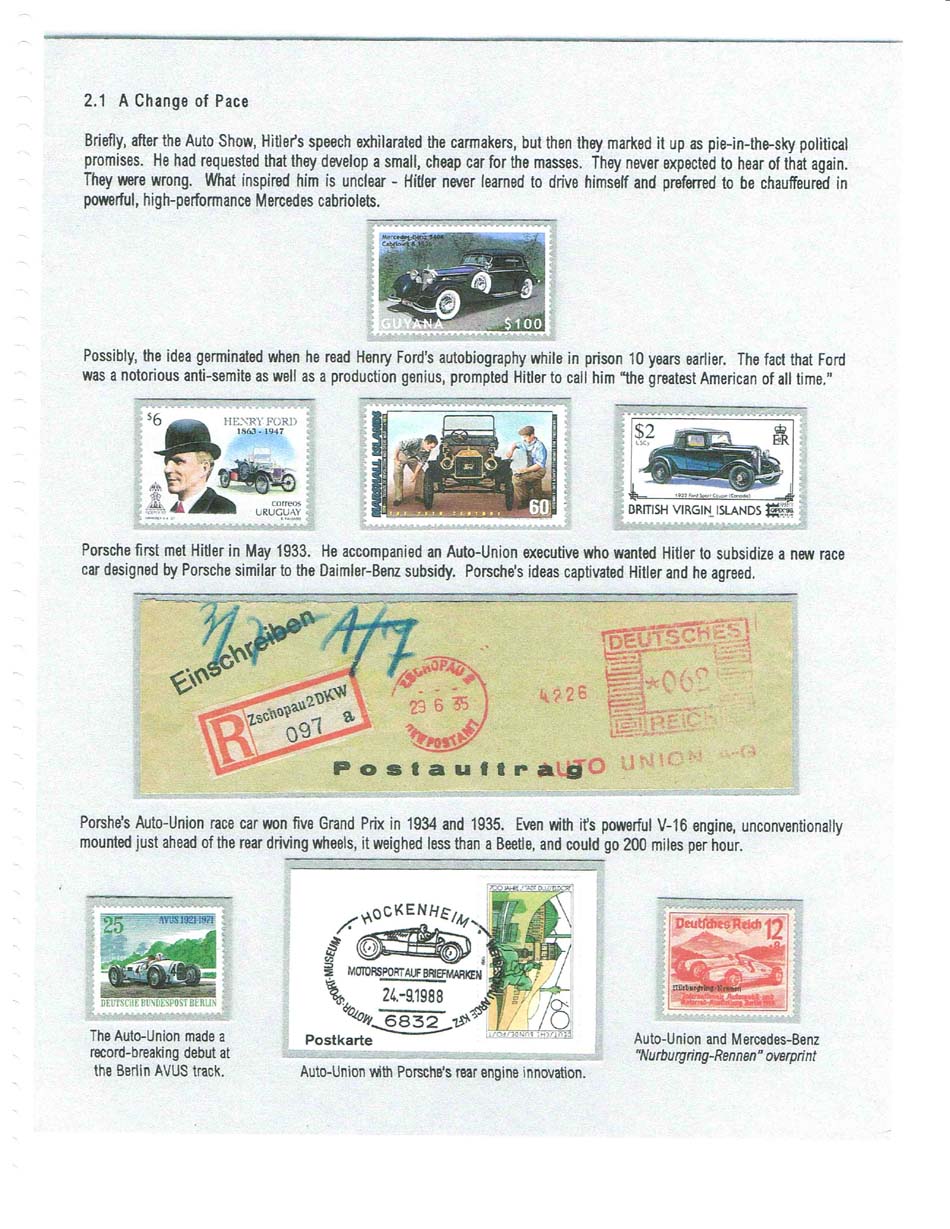 2.1 A Change of Pace
Briefly, after the Auto Show, Hitler's speech exhilarated the carmakers, but then they marked it up as pie-in-the-sky political
promises. He had requested that they develop a small, cheap car for the masses. They never expected to hear of that again.
They were wrong. What inspired him is unclear - Hitler never learned to drive himself and preferred to be chauffeured in
powerful, high-performance Mercedes cabriolets.
Mercedes-Benz 540K
GUYANA $100
Possibly, the idea germinated when he read Henry Ford's autobiography while in prison 10 years earlier. The fact that Ford
was a notorious anti-semite as well as a production genius, prompted Hitler to call him "the greatest American of all time."
$6 HENRY FORD
1863 - 1947
correos
URUGUAY
MARSHALL ISLANDS
60
$2
1932 Ford Sport Coupe (Canada)
BRITISH VIRGIN ISLANDS
Porsche first met Hitler in May 1933. He accompanied an Auto-Union executive who wanted Hitler to subsidize a new race
car designed by Porsche similar to the Daimler-Benz subsidy. Porsche's ideas captivated Hitler and he agreed.
Einschreiben
R Zschopau2DKW
097 a
ZSCHOPAU 2
29 6 35
DKW POSTAMT
4226
DEUTSCHES
*062
REICH
Postauftrag
AUTO UNION A-G
Porshe's Auto-Union race car won five Grand Prix in 1934 and 1935. Even with it's powerful V-16 engine, unconventionally
mounted just ahead of the rear driving wheels, it weighed less than a Beetle, and could go 200 miles per hour.
25 AVUS 1921-1971
DEUTSCHE BUNDESPOST BERLIN
The Auto-Union made a
record-breaking debut at
the Berlin AVUS track.
HOCKENHEIM
MOTOR-SPORT-MUSEUM
MOTORSPORT AUF BRIEFMARKEN
24.-9.1988
6832
Postkarte
80
DEUTSCHE BUNDESPOST
Auto-Union with Porsche's rear engine innovation.
Deutsches Reich 12
+8
Nürburgring-Rennen
Auto-Union and Mercedes-Benz
"Nurburgring-Rennen" overprint